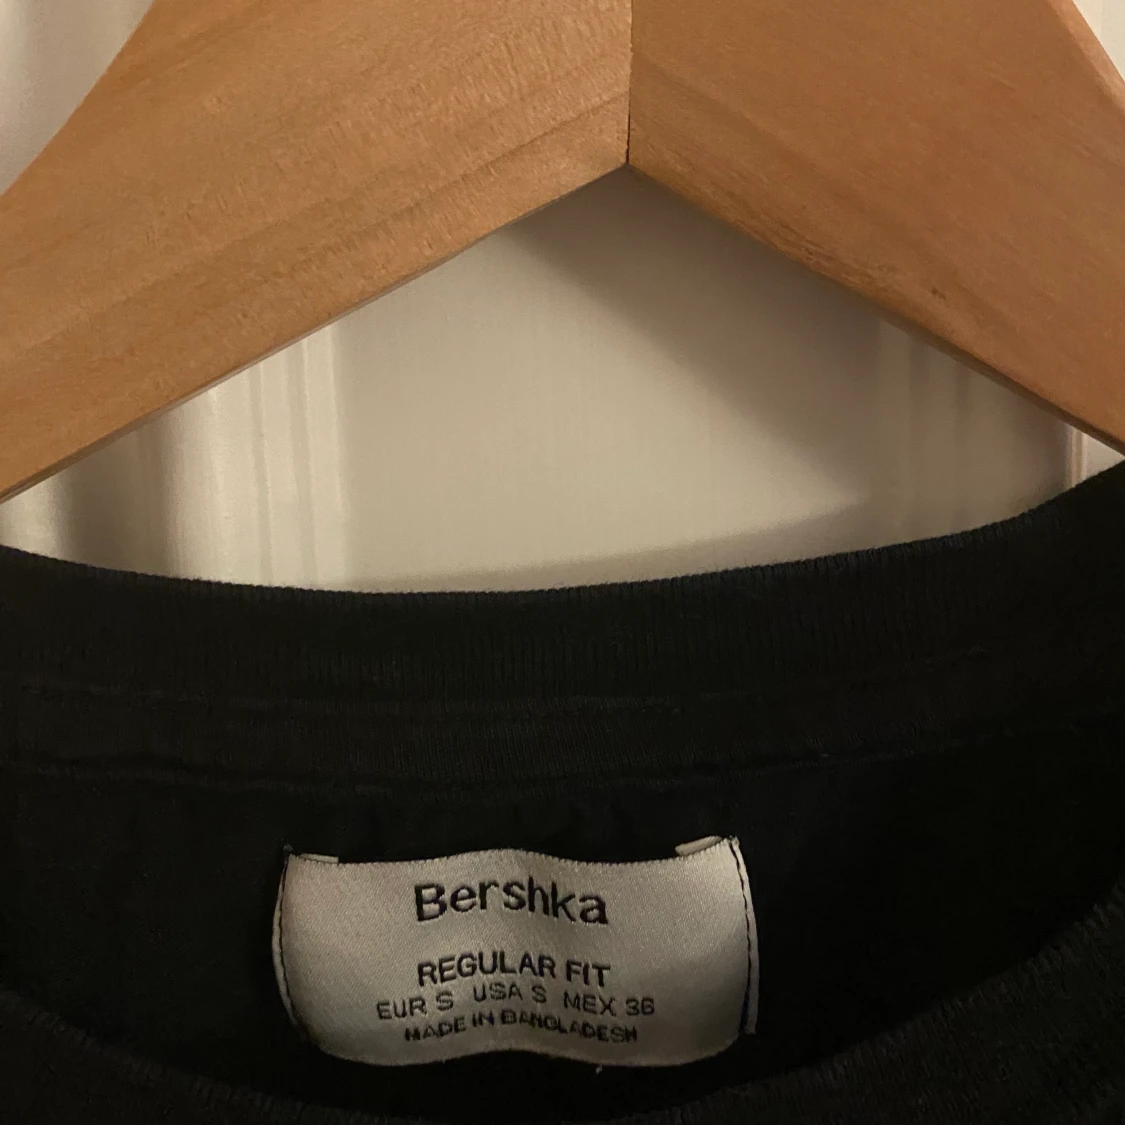 Bershka
REGULAR FIT
EUR S USA S MEX 36
MADE IN BANGLADESH